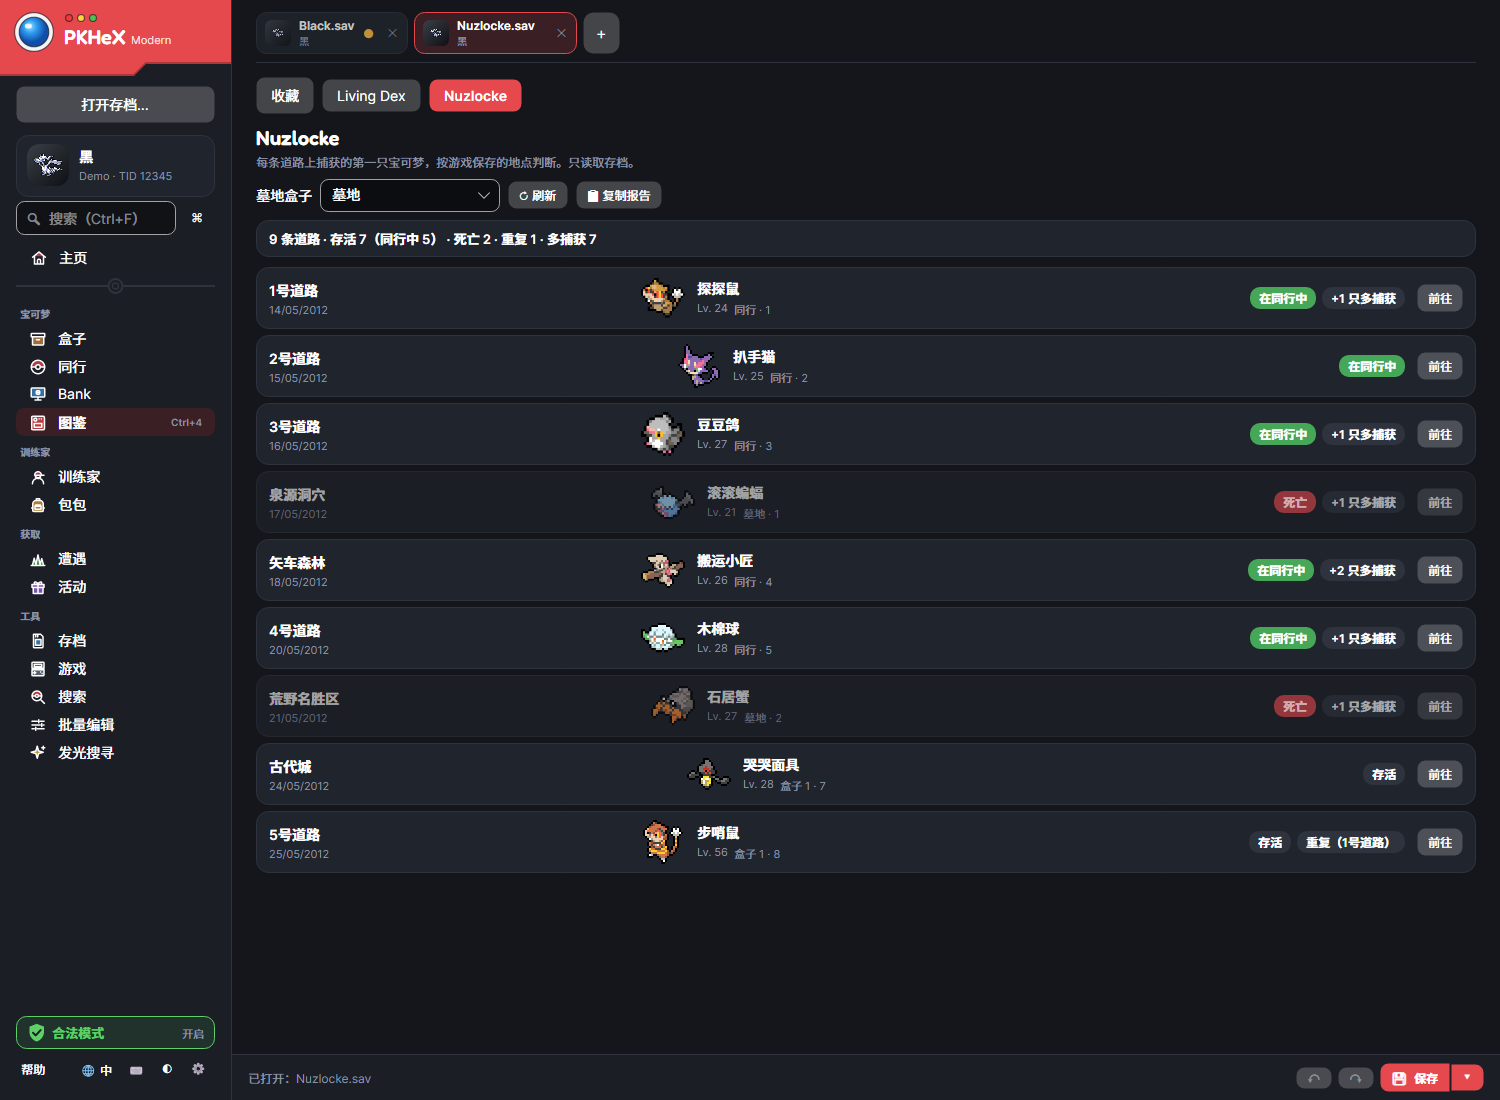 PKHeX Modern
打开存档...
黑
Demo · TID 12345
搜索（Ctrl+F）
⌘
主页
宝可梦
盒子
同行
Bank
图鉴 Ctrl+4
训练家
训练家
包包
获取
遭遇
活动
工具
存档
游戏
搜索
批量编辑
发光搜寻
合法模式 开启
帮助 中
Black.sav
黑
Nuzlocke.sav
黑
+
收藏 Living Dex Nuzlocke
Nuzlocke
每条道路上捕获的第一只宝可梦，按游戏保存的地点判断。只读取存档。
墓地盒子 墓地 刷新 复制报告
9 条道路 · 存活 7（同行中 5） · 死亡 2 · 重复 1 · 多捕获 7
1号道路
14/05/2012
探探鼠
Lv. 24 同行 · 1
在同行中 +1 只多捕获 前往
2号道路
15/05/2012
扒手猫
Lv. 25 同行 · 2
在同行中 前往
3号道路
16/05/2012
豆豆鸽
Lv. 27 同行 · 3
在同行中 +1 只多捕获 前往
泉源洞穴
17/05/2012
滚滚蝙蝠
Lv. 21 墓地 · 1
死亡 +1 只多捕获 前往
矢车森林
18/05/2012
搬运小匠
Lv. 26 同行 · 4
在同行中 +2 只多捕获 前往
4号道路
20/05/2012
木棉球
Lv. 28 同行 · 5
在同行中 +1 只多捕获 前往
荒野名胜区
21/05/2012
石居蟹
Lv. 27 墓地 · 2
死亡 +1 只多捕获 前往
古代城
24/05/2012
哭哭面具
Lv. 28 盒子 1 · 7
存活 前往
5号道路
25/05/2012
步哨鼠
Lv. 56 盒子 1 · 8
存活 重复（1号道路） 前往
已打开：Nuzlocke.sav
保存